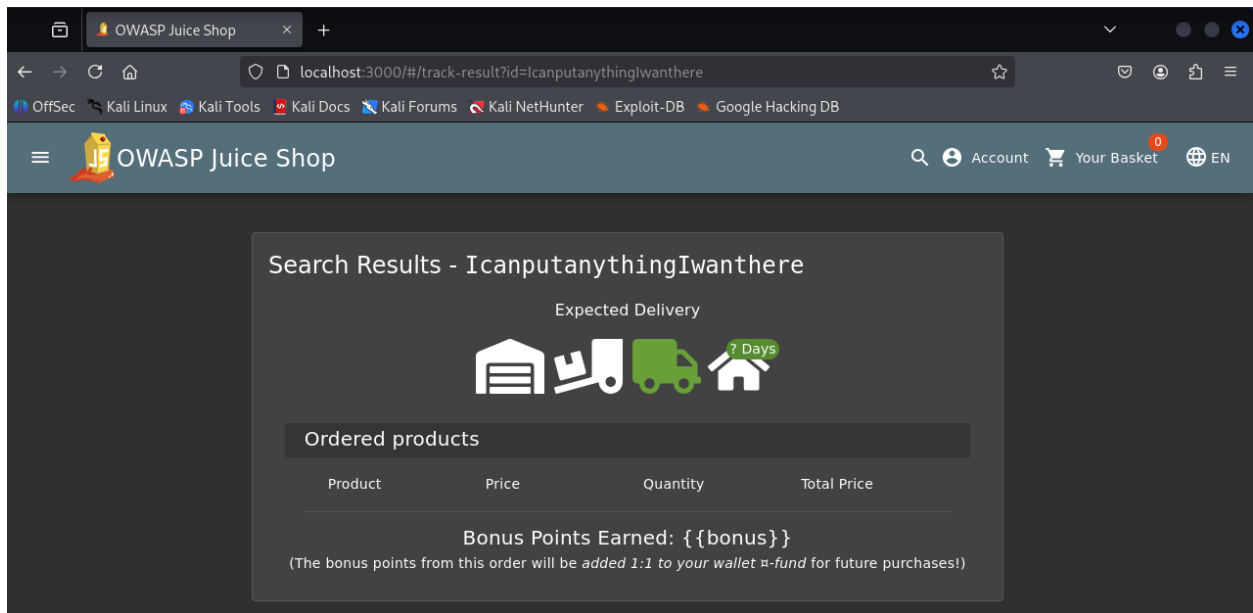 OWASP Juice Shop
localhost:3000/#/track-result?id=IcanputanythingIwanthere
OffSec Kali Linux Kali Tools Kali Docs Kali Forums Kali NetHunter Exploit-DB Google Hacking DB
OWASP Juice Shop Account Your Basket 0 EN
Search Results - IcanputanythingIwanthere
Expected Delivery
? Days
Ordered products
Product Price Quantity Total Price
Bonus Points Earned: {{bonus}}
(The bonus points from this order will be added 1:1 to your wallet ¤-fund for future purchases!)